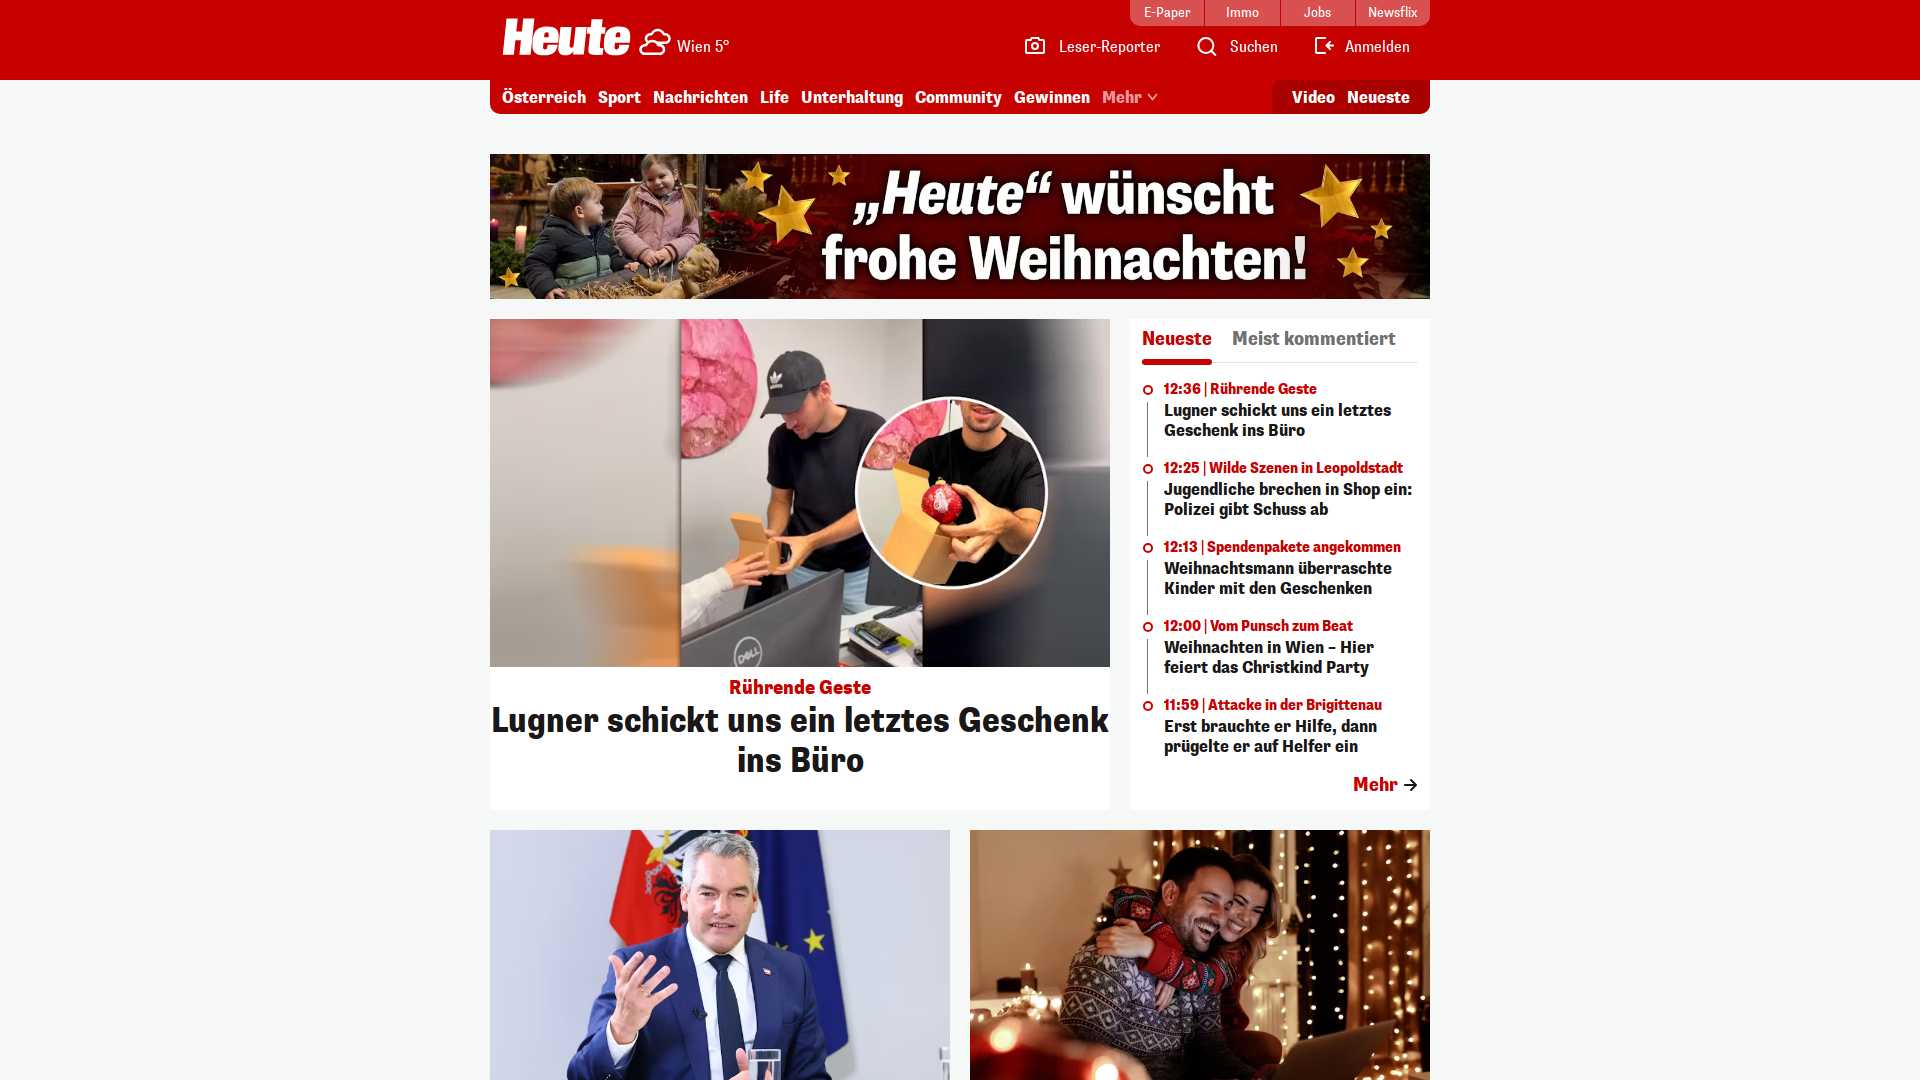 E-Paper
Immo
Jobs
Newsflix
Heute
Wien 5°
Leser-Reporter
Suchen
Anmelden
Österreich
Sport
Nachrichten
Life
Unterhaltung
Community
Gewinnen
Mehr
Video
Neueste
„Heute“ wünscht
frohe Weihnachten!
DELL
Rührende Geste
Lugner schickt uns ein letztes Geschenk
ins Büro
Neueste
Meist kommentiert
12:36 | Rührende Geste
Lugner schickt uns ein letztes
Geschenk ins Büro
12:25 | Wilde Szenen in Leopoldstadt
Jugendliche brechen in Shop ein:
Polizei gibt Schuss ab
12:13 | Spendenpakete angekommen
Weihnachtsmann überraschte
Kinder mit den Geschenken
12:00 | Vom Punsch zum Beat
Weihnachten in Wien – Hier
feiert das Christkind Party
11:59 | Attacke in der Brigittenau
Erst brauchte er Hilfe, dann
prügelte er auf Helfer ein
Mehr